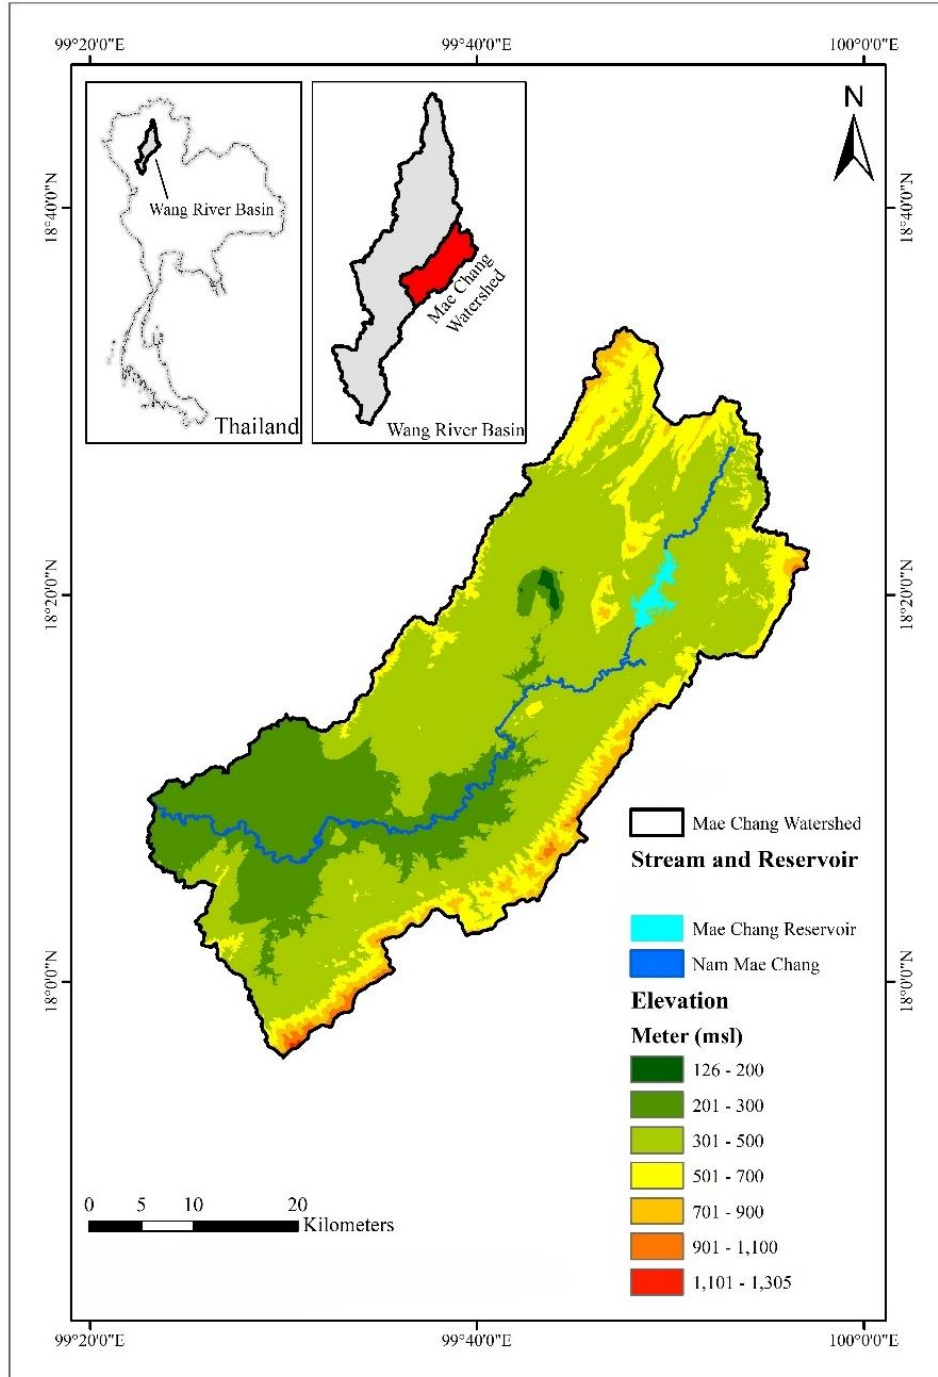 99°20'0"E
99°40'0"E
100°0'0"E
N
18°40'0"N
18°40'0"N
Wang River Basin
Thailand
Mae Chang
Watershed
Wang River Basin
18°20'0"N
18°20'0"N
18°0'0"N
18°0'0"N
Mae Chang Watershed
Stream and Reservoir
Mae Chang Reservoir
Nam Mae Chang
Elevation
Meter (msl)
126 - 200
201 - 300
301 - 500
501 - 700
701 - 900
901 - 1,100
1,101 - 1,305
0 5 10 20
Kilometers
99°20'0"E
99°40'0"E
100°0'0"E